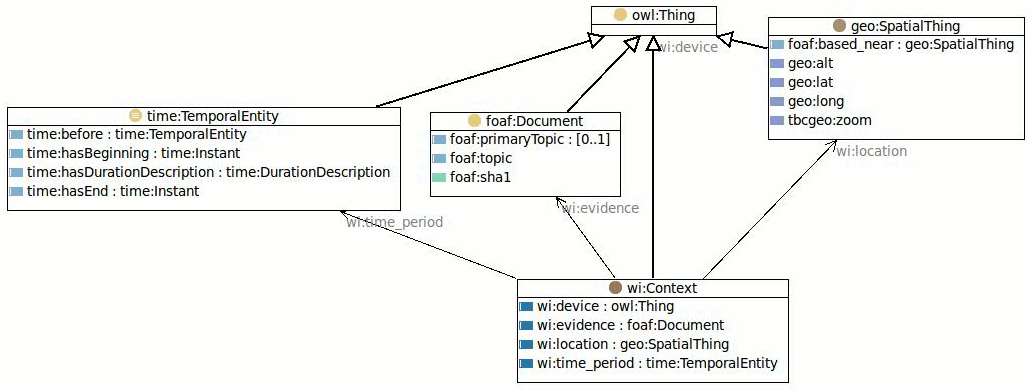 owl:Thing
wi:device
geo:SpatialThing
foaf:based_near : geo:SpatialThing
geo:alt
geo:lat
geo:long
tbcgeo:zoom
wi:location
time:TemporalEntity
time:before : time:TemporalEntity
time:hasBeginning : time:Instant
time:hasDurationDescription : time:DurationDescription
time:hasEnd : time:Instant
wi:time_period
foaf:Document
foaf:primaryTopic : [0..1]
foaf:topic
foaf:sha1
wi:evidence
wi:Context
wi:device : owl:Thing
wi:evidence : foaf:Document
wi:location : geo:SpatialThing
wi:time_period : time:TemporalEntity